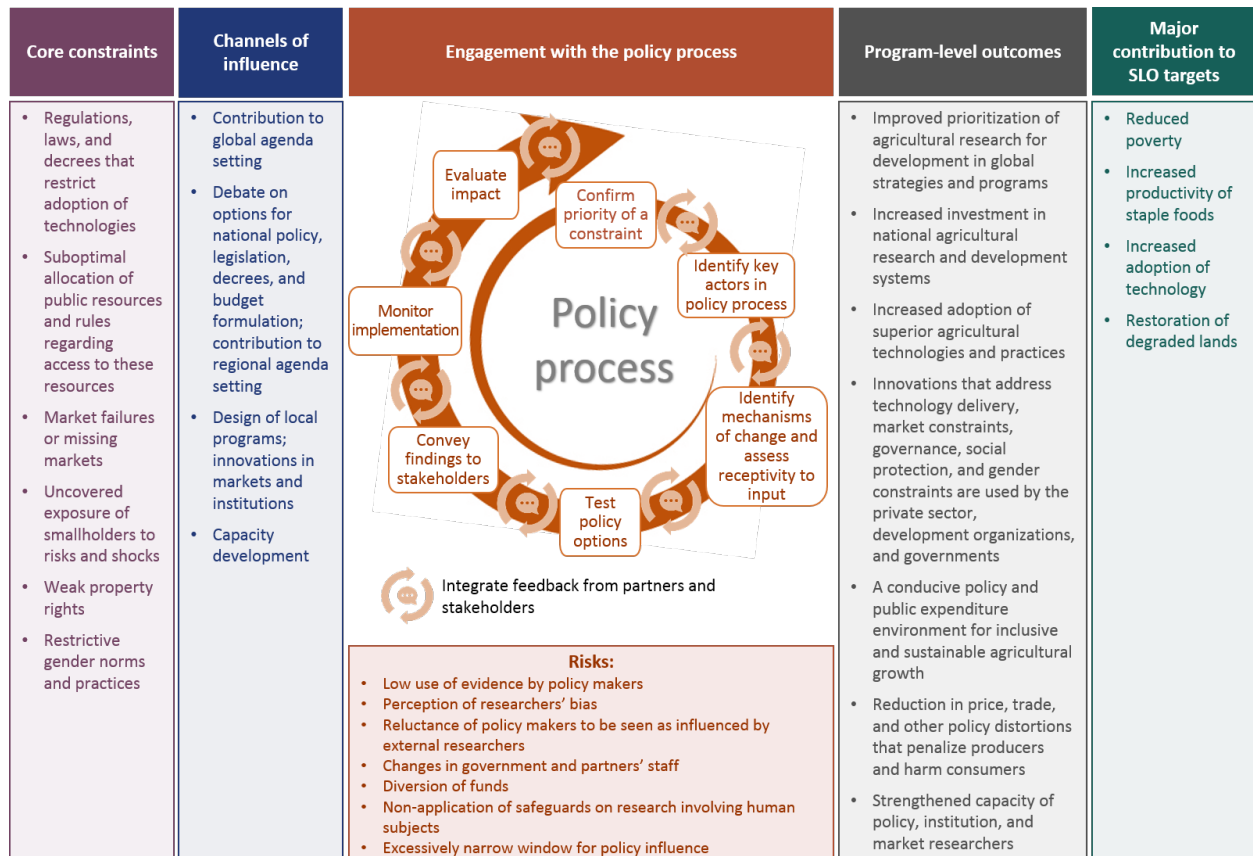 Core constraints
Regulations,
laws, and
decrees that
restrict
adoption of
technologies
Suboptimal
allocation of
public resources
and rules
regarding
access to these
resources
Market failures
or missing
markets
Uncovered
exposure of
smallholders to
risks and shocks
Weak property
rights
Restrictive
gender norms
and practices
Channels of
influence
Contribution to
global agenda
setting
Debate on
options for
national policy,
legislation,
decrees, and
budget
formulation;
contribution to
regional agenda
setting
Design of local
programs;
innovations in
markets and
institutions
Capacity
development
Engagement with the policy process
Policy
process
Confirm
priority of a
constraint
Identify key
actors in
policy process
Identify
mechanisms
of change and
assess
receptivity to
input
Test
policy
options
Convey
findings to
stakeholders
Monitor
implementation
Evaluate
impact
Integrate feedback from partners and
stakeholders
Risks:
Low use of evidence by policy makers
Perception of researchers’ bias
Reluctance of policy makers to be seen as influenced by
external researchers
Changes in government and partners’ staff
Diversion of funds
Non-application of safeguards on research involving human
subjects
Excessively narrow window for policy influence
Program-level outcomes
Improved prioritization of
agricultural research for
development in global
strategies and programs
Increased investment in
national agricultural
research and development
systems
Increased adoption of
superior agricultural
technologies and practices
Innovations that address
technology delivery,
market constraints,
governance, social
protection, and gender
constraints are used by the
private sector,
development organizations,
and governments
A conducive policy and
public expenditure
environment for inclusive
and sustainable agricultural
growth
Reduction in price, trade,
and other policy distortions
that penalize producers
and harm consumers
Strengthened capacity of
policy, institution, and
market researchers
Major
contribution to
SLO targets
Reduced
poverty
Increased
productivity of
staple foods
Increased
adoption of
technology
Restoration of
degraded lands